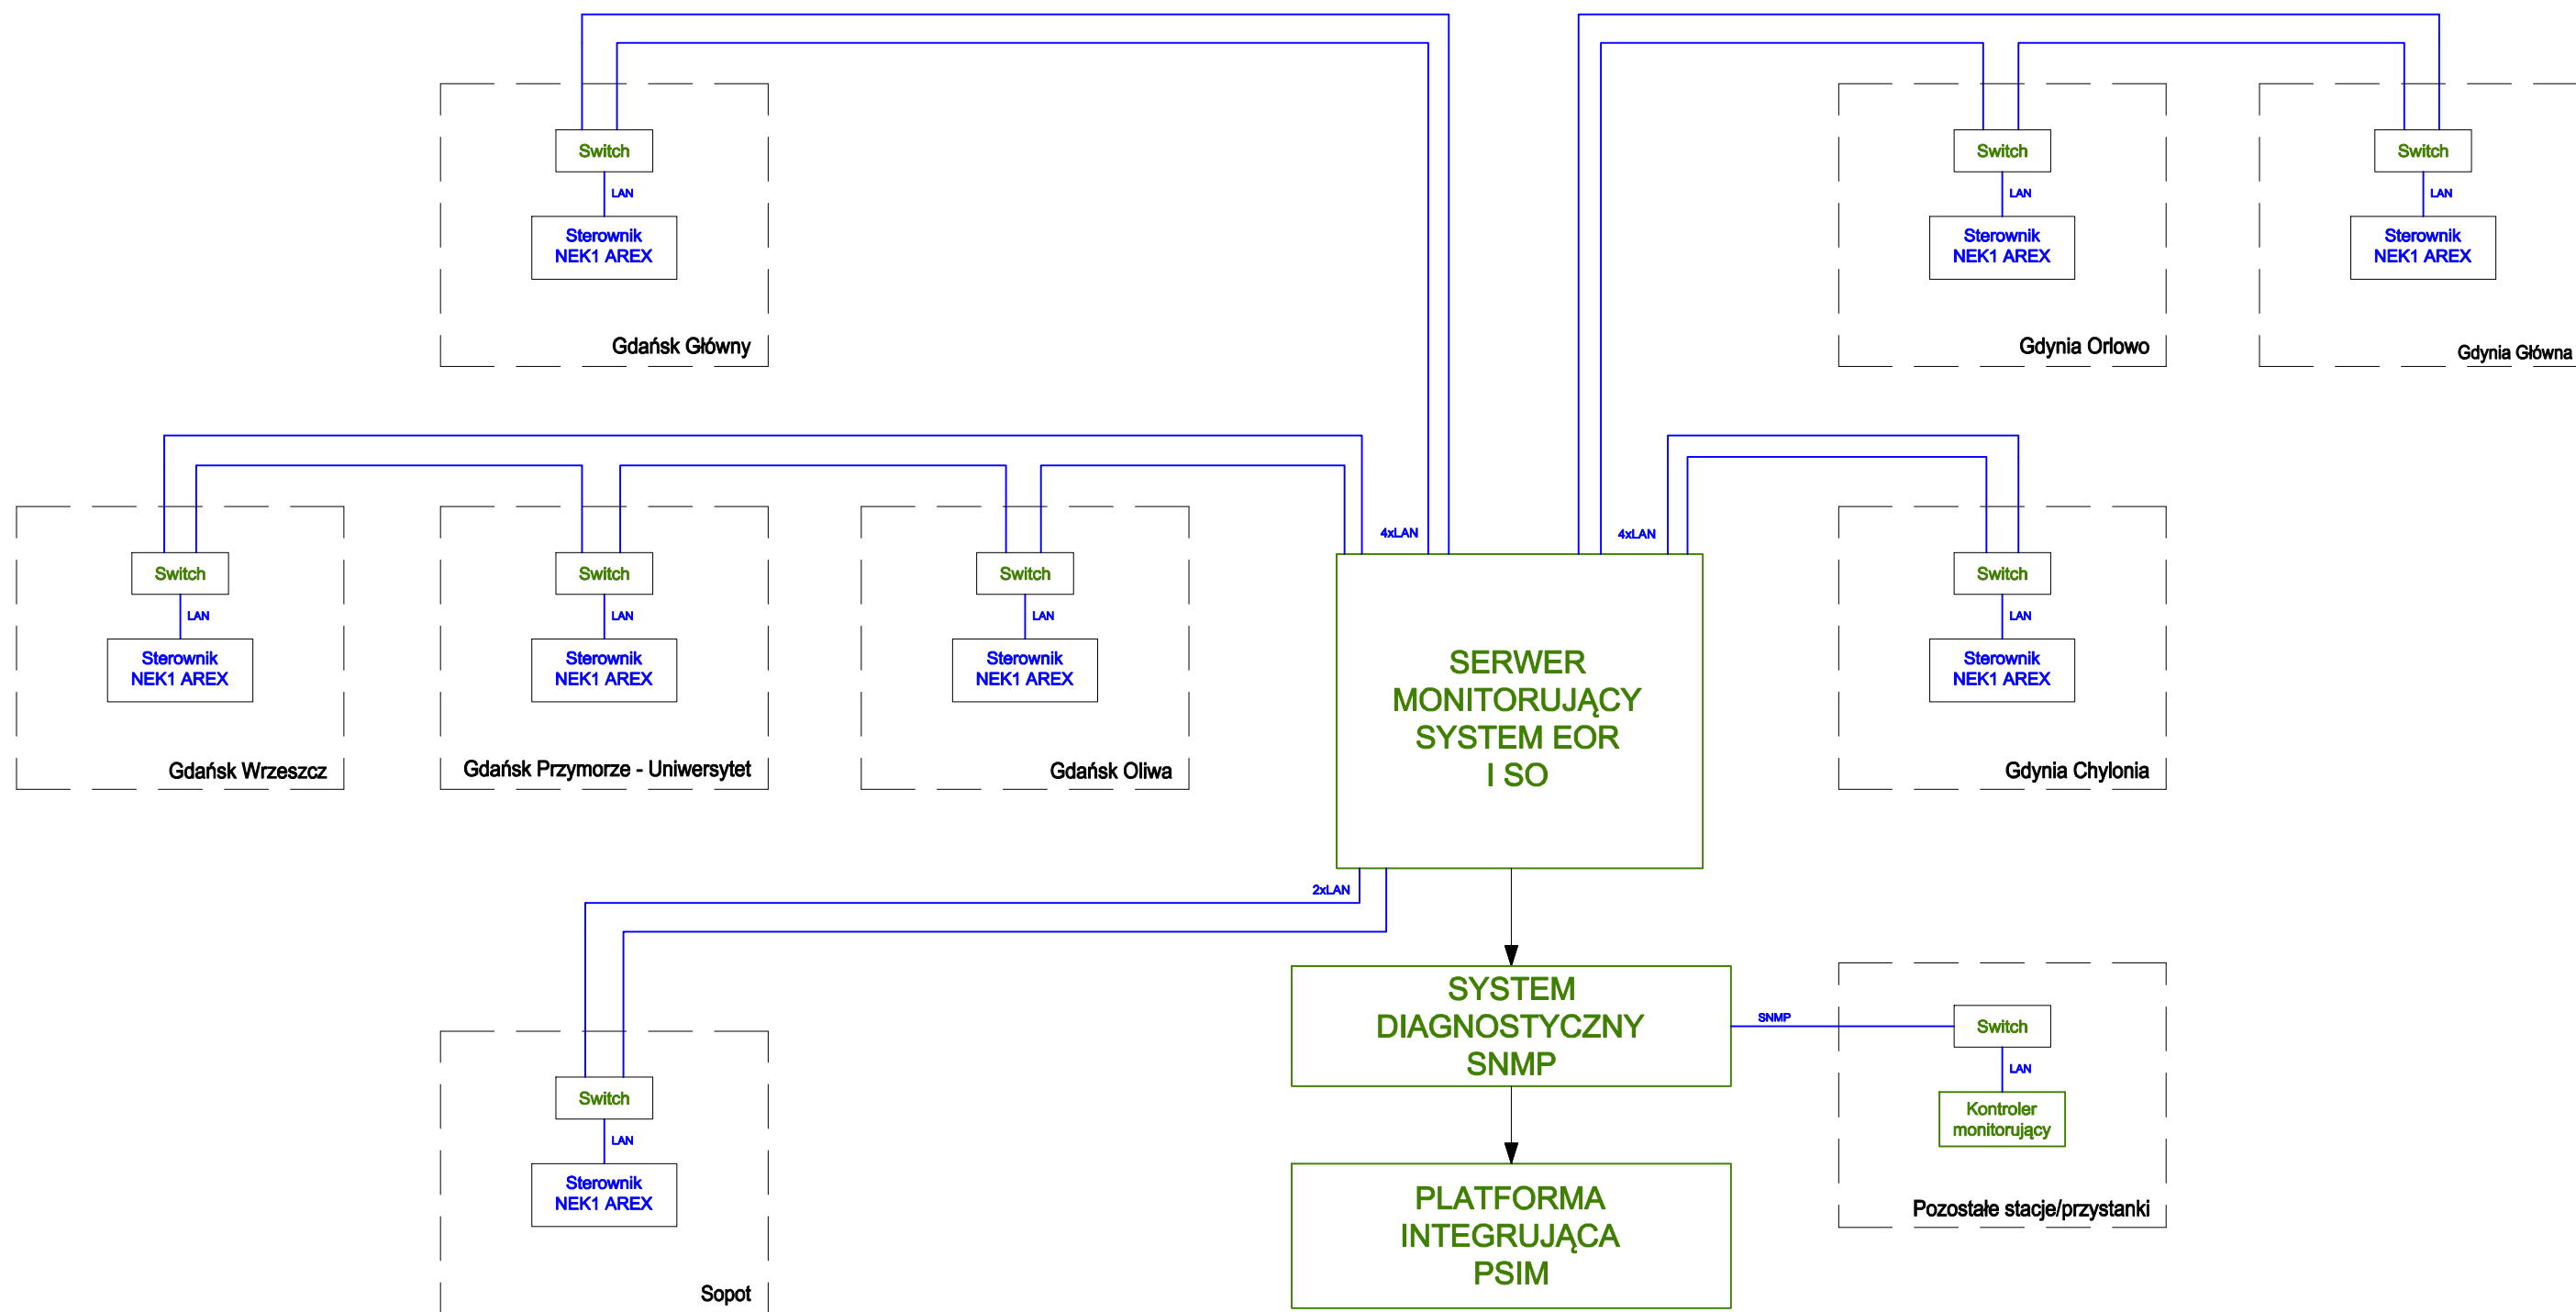 Switch
LAN
Sterownik
NEK1 AREX
Gdańsk Główny
Switch
LAN
Sterownik
NEK1 AREX
Gdynia Orlowo
Switch
LAN
Sterownik
NEK1 AREX
Gdynia Główna
Switch
LAN
Sterownik
NEK1 AREX
Gdańsk Wrzeszcz
Switch
LAN
Sterownik
NEK1 AREX
Gdańsk Przymorze - Uniwersytet
Switch
LAN
Sterownik
NEK1 AREX
Gdańsk Oliwa
4xLAN
4xLAN
SERWER
MONITORUJĄCY
SYSTEM EOR
I SO
Switch
LAN
Sterownik
NEK1 AREX
Gdynia Chylonia
2xLAN
Switch
LAN
Sterownik
NEK1 AREX
Sopot
SYSTEM
DIAGNOSTYCZNY
SNMP
SNMP
Switch
LAN
Kontroler
monitorujący
Pozostałe stacje/przystanki
PLATFORMA
INTEGRUJĄCA
PSIM